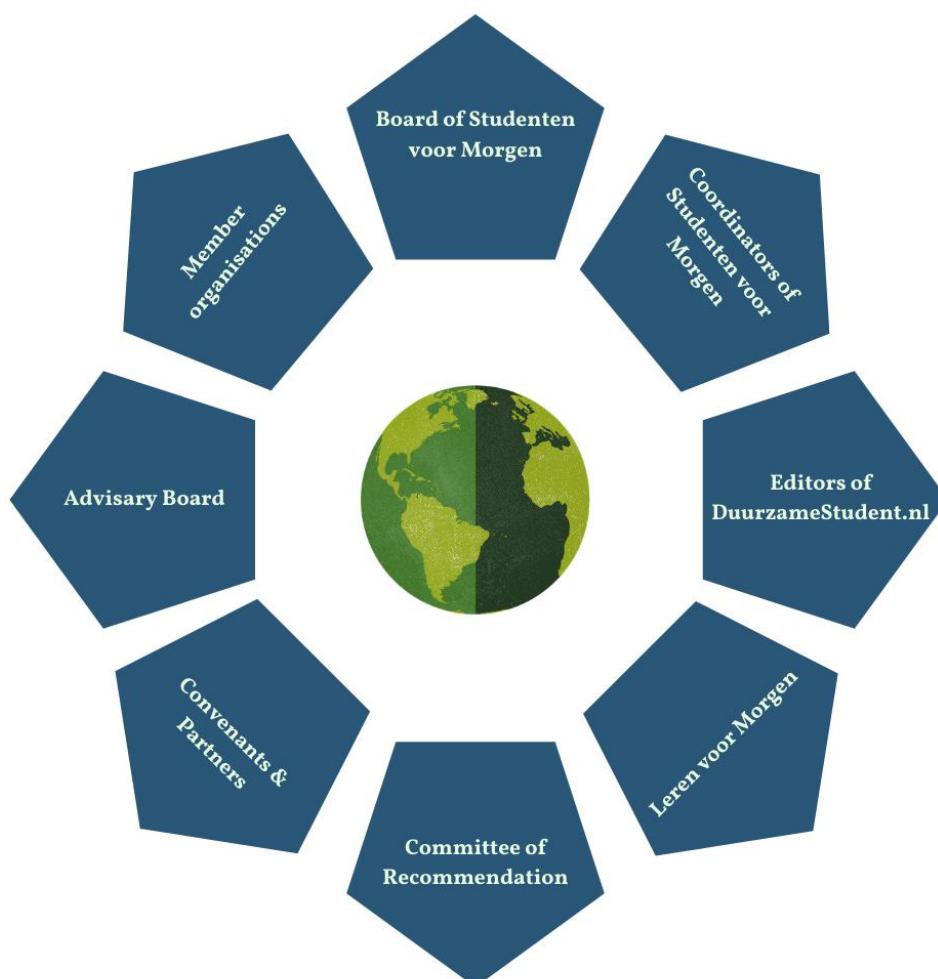 Board of Studenten
voor Morgen
Coordinators of
Studenten voor
Morgen
Editors of
DuurzameStudent.nl
Leren voor Morgen
Committee of
Recommendation
Convenants &
Partners
Advisary Board
Member
organisations